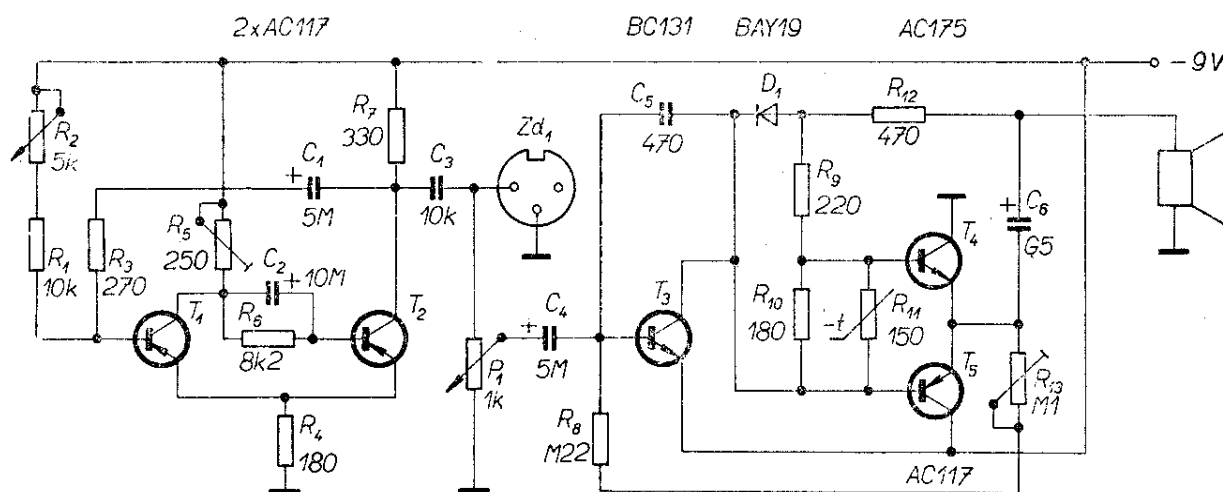 2xAC117
BC131
BAY19
AC175
-9V
R2
5k
R7
330
C5
470
D1
R12
470
Zd1
C1
+
5M
C3
10k
R9
220
+
C6
G5
R1
10k
R3
270
R5
250
C2
+10M
T1
R6
8k2
T2
T3
T4
R10
180
-t
R11
150
C4
+
5M
P1
1k
T5
R13
M1
R4
180
R8
M22
AC117